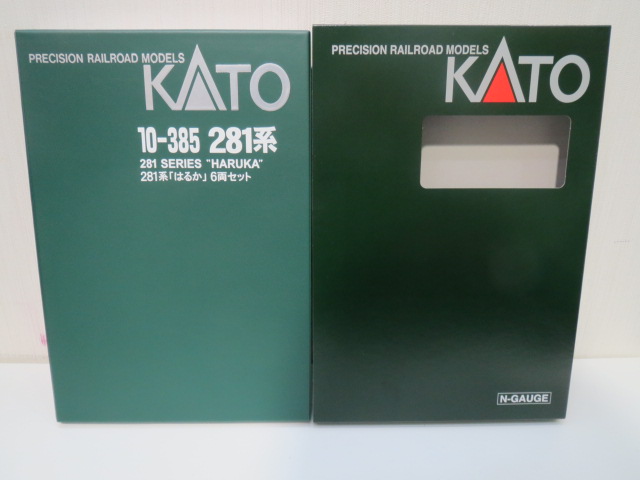 PRECISION RAILROAD MODELS
KATO
10-385 281系
281 SERIES "HARUKA"
281系「はるか」6両セット
PRECISION RAILROAD MODELS
KATO
N-GAUGE